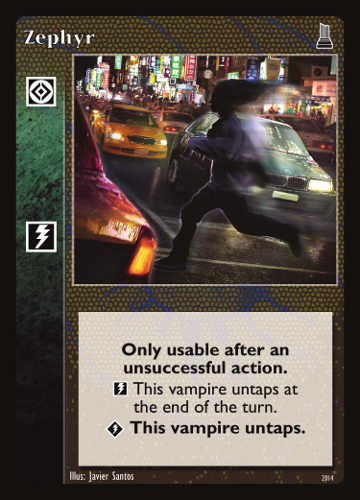 Zephyr
Only usable after an
unsuccessful action.
This vampire untaps at
the end of the turn.
This vampire untaps.
Illus: Javier Santos
2014